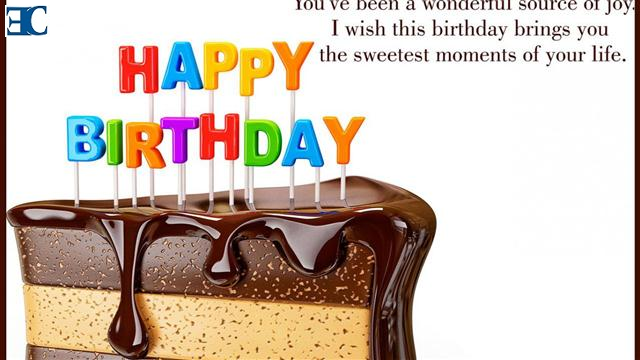 EC
You've been a wonderful source of joy.
I wish this birthday brings you
the sweetest moments of your life.
HAPPY
BIRTHDAY